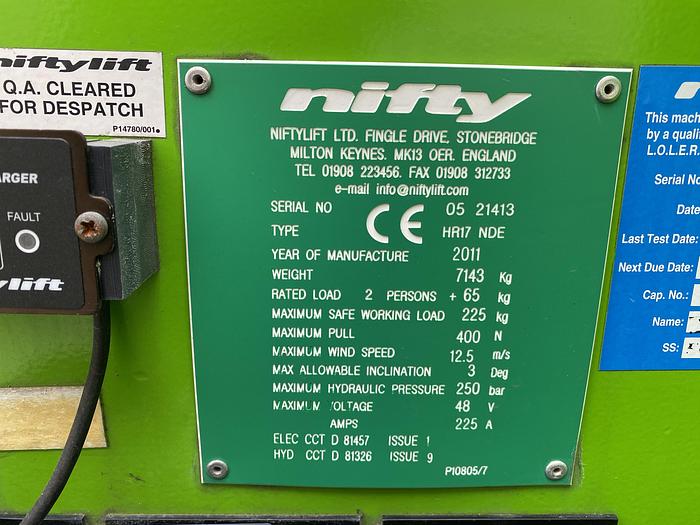 niftylift
Q.A. CLEARED
FOR DESPATCH
P14780/001
ARGER
FAULT
ylift
nifty
NIFTYLIFT LTD. FINGLE DRIVE, STONEBRIDGE
MILTON KEYNES. MK13 OER. ENGLAND
TEL 01908 223456. FAX 01908 312733
e-mail info@niftylift.com
SERIAL NO CE 05 21413
TYPE HR17 NDE
YEAR OF MANUFACTURE 2011
WEIGHT 7143 Kg
RATED LOAD 2 PERSONS + 65 kg
MAXIMUM SAFE WORKING LOAD 225 kg
MAXIMUM PULL 400 N
MAXIMUM WIND SPEED 12.5 m/s
MAX ALLOWABLE INCLINATION 3 Deg
MAXIMUM HYDRAULIC PRESSURE 250 bar
MAXIMUM VOLTAGE 48 V
AMPS 225 A
ELEC CCT D 81457 ISSUE 1
HYD CCT D 81326 ISSUE 9
P10805/7
This mach
by a quali
L.O.L.E.R.
Serial No
Date
Last Test Date:
Next Due Date:
Cap. No.:
Name:
SS: